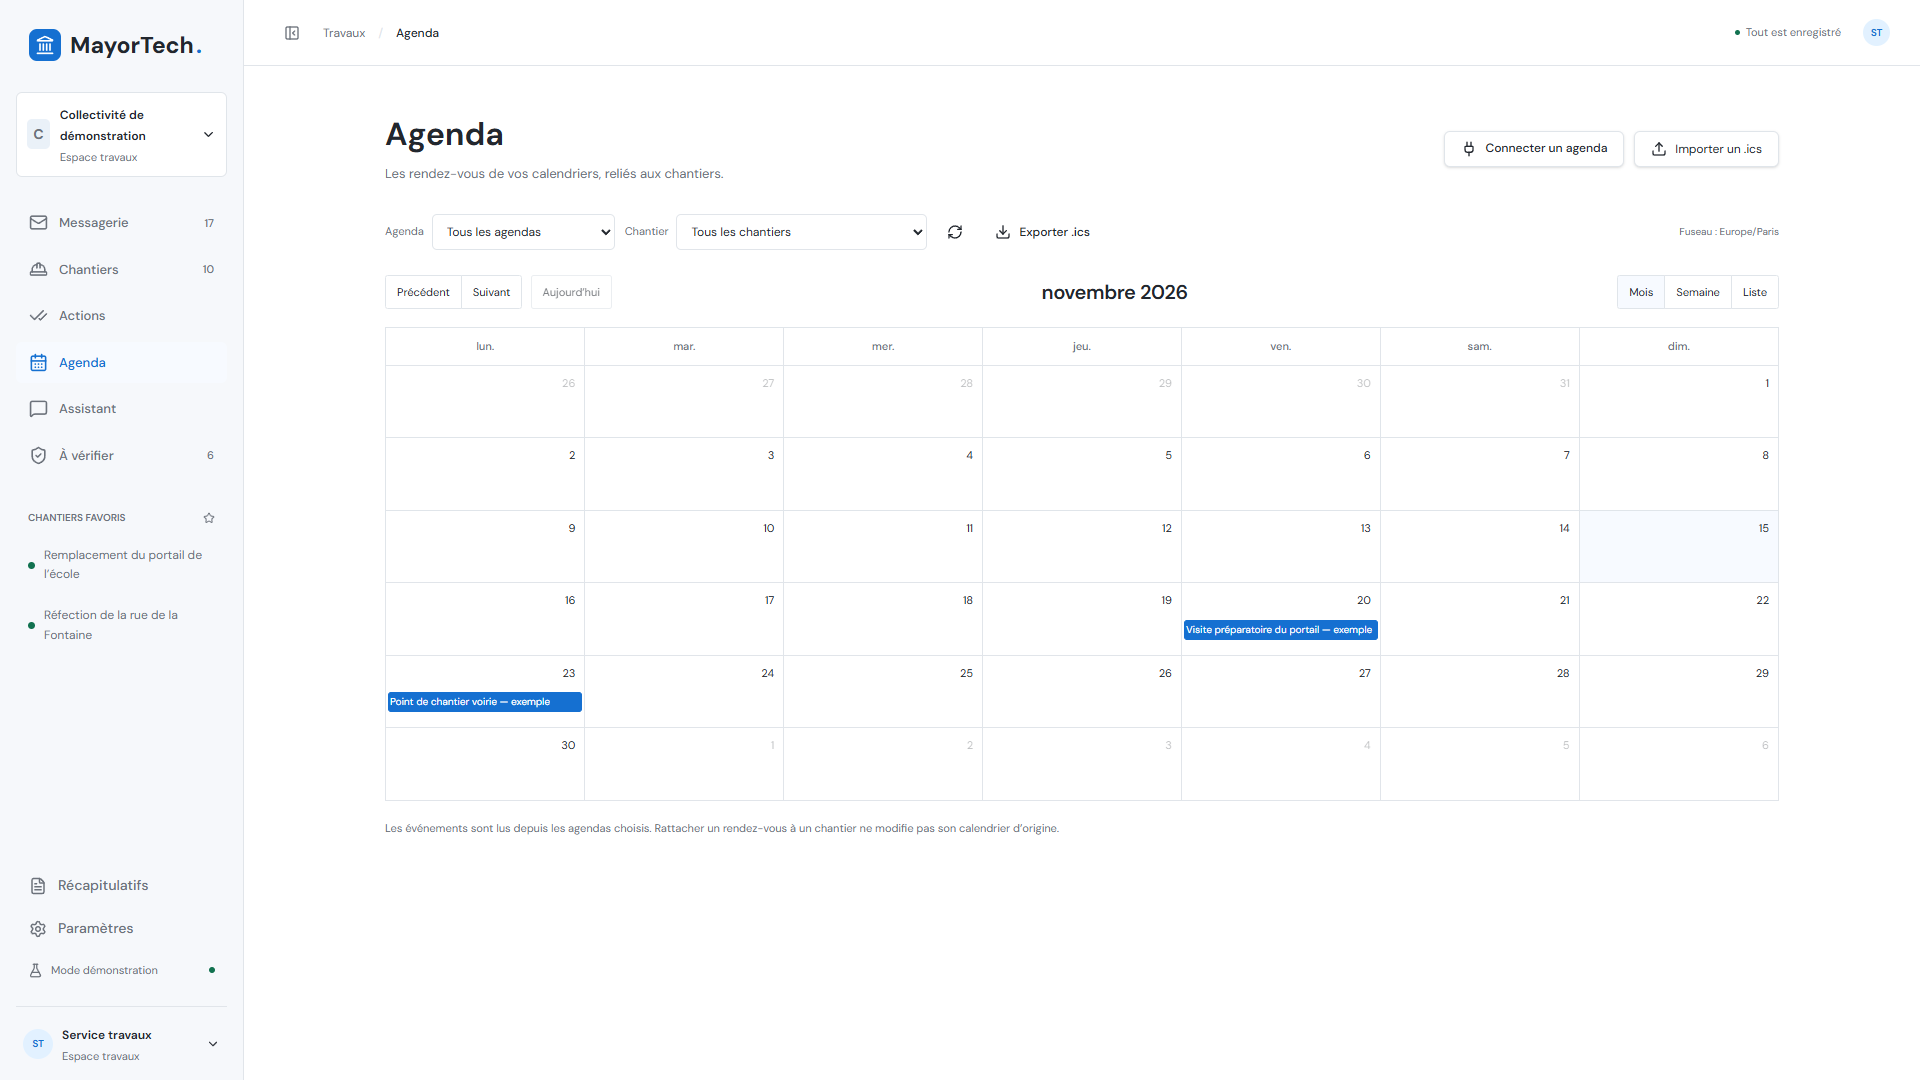 MayorTech.
Collectivité de
démonstration
Espace travaux
C
Messagerie 17
Chantiers 10
Actions
Agenda
Assistant
À vérifier 6
CHANTIERS FAVORIS
Remplacement du portail de
l'école
Réfection de la rue de la
Fontaine
Récapitulatifs
Paramètres
Mode démonstration
ST
Service travaux
Espace travaux
Travaux / Agenda
Tout est enregistré
ST
Agenda
Les rendez-vous de vos calendriers, reliés aux chantiers.
Connecter un agenda
Importer un .ics
Agenda Tous les agendas Chantier Tous les chantiers Exporter .ics
Fuseau : Europe/Paris
Précédent Suivant Aujourd'hui
novembre 2026
Mois Semaine Liste
lun. mar. mer. jeu. ven. sam. dim.
26 27 28 29 30 31 1
2 3 4 5 6 7 8
9 10 11 12 13 14 15
16 17 18 19 20 21 22
Visite préparatoire du portail — exemple
23 24 25 26 27 28 29
Point de chantier voirie — exemple
30 1 2 3 4 5 6
Les événements sont lus depuis les agendas choisis. Rattacher un rendez-vous à un chantier ne modifie pas son calendrier d'origine.